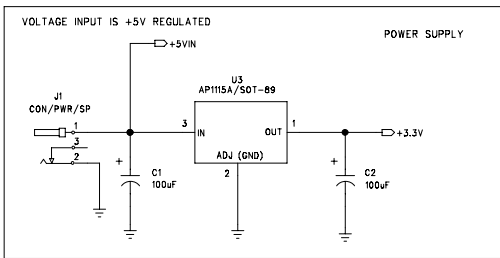 VOLTAGE INPUT IS +5V REGULATED
POWER SUPPLY
+5VIN
U3
AP1115A/SOT-89
J1
CON/PWR/SP
1
3
2
3
IN
OUT
1
+3.3V
ADJ (GND)
2
+
C1
100uF
+
C2
100uF